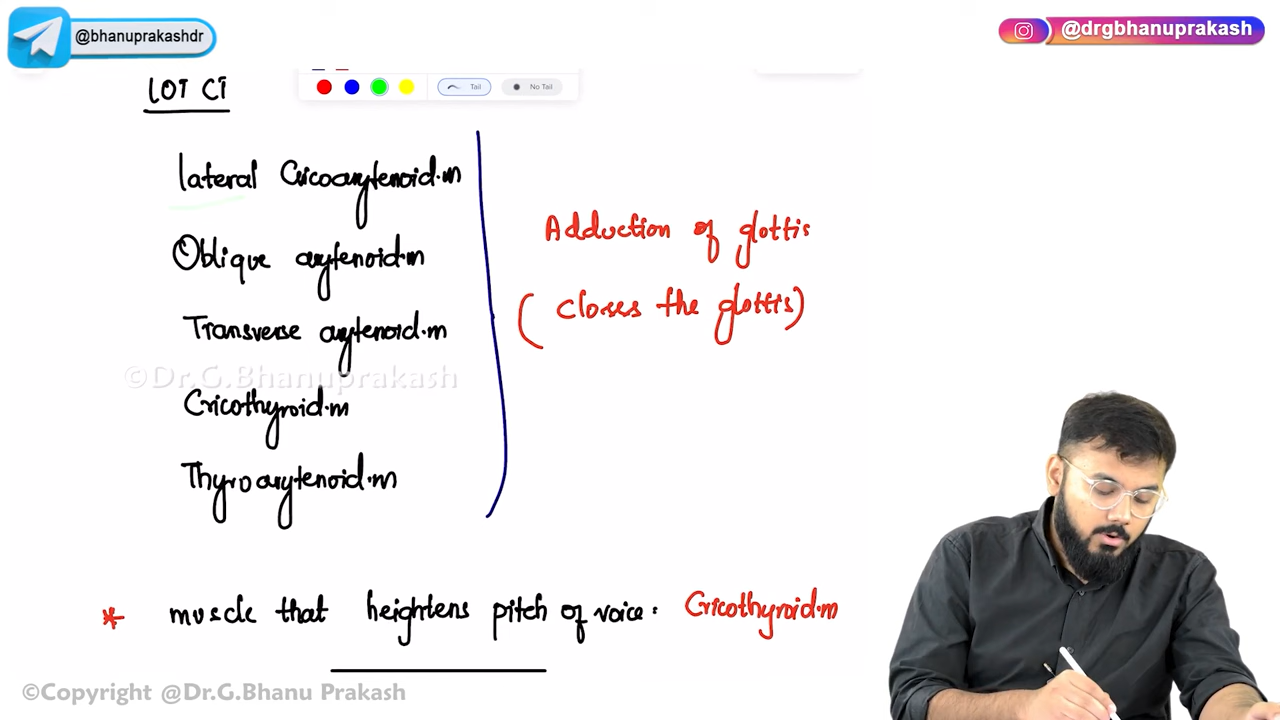 @bhanuprakashdr
@drgbhanuprakash
LOT CT
Tail
No Tail
lateral Cricoarytenoid.m
Oblique arytenoid.m
Transverse arytenoid.m
Cricothyroid.m
Thyroarytenoid.m
Adduction of glottis
(closes the glottis)
©Dr.G.Bhanuprakash
* muscle that heightens pitch of voice: Cricothyroid.m
©Copyright @Dr.G.Bhanu Prakash